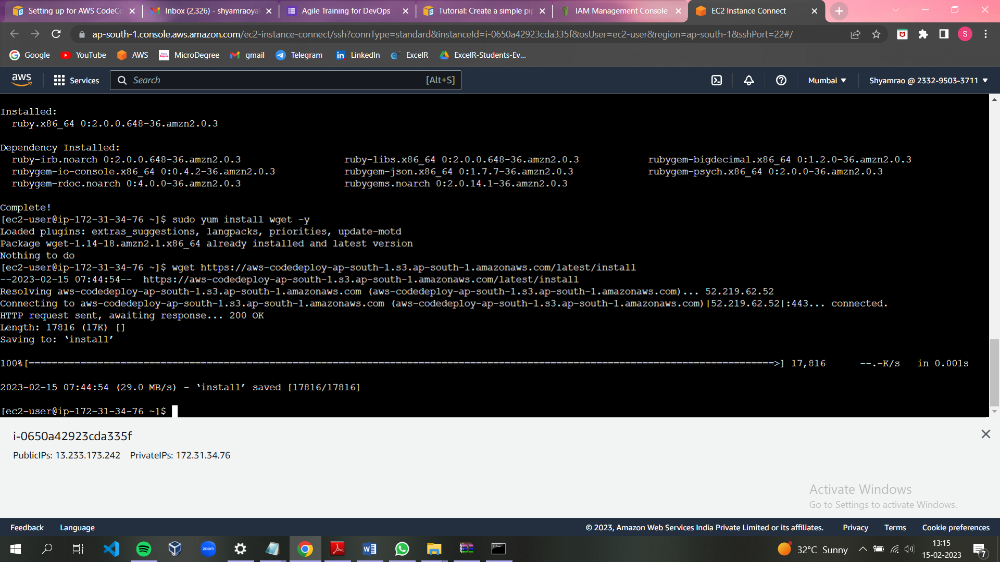 Setting up for AWS CodeCo
Inbox (2,326) - shyamraoyal
Agile Training for DevOps
Tutorial: Create a simple pip
IAM Management Console
EC2 Instance Connect
ap-south-1.console.aws.amazon.com/ec2-instance-connect/ssh?connType=standard&instanceId=i-0650a42923cda335f&osUser=ec2-user&region=ap-south-1&sshPort=22#/
S
Google YouTube AWS MicroDegree gmail Telegram LinkedIn ExcelR ExcelR-Students-Ev...
aws Services Search [Alt+S] Mumbai Shyamrao @ 2332-9503-3711
Installed:
ruby.x86_64 0:2.0.0.648-36.amzn2.0.3
Dependency Installed:
ruby-irb.noarch 0:2.0.0.648-36.amzn2.0.3 ruby-libs.x86_64 0:2.0.0.648-36.amzn2.0.3 rubygem-bigdecimal.x86_64 0:1.2.0-36.amzn2.0.3
rubygem-io-console.x86_64 0:0.4.2-36.amzn2.0.3 rubygem-json.x86_64 0:1.7.7-36.amzn2.0.3 rubygem-psych.x86_64 0:2.0.0-36.amzn2.0.3
rubygem-rdoc.noarch 0:4.0.0-36.amzn2.0.3 rubygems.noarch 0:2.0.14.1-36.amzn2.0.3
Complete!
[ec2-user@ip-172-31-34-76 ~]$ sudo yum install wget -y
Loaded plugins: extras_suggestions, langpacks, priorities, update-motd
Package wget-1.14-18.amzn2.1.x86_64 already installed and latest version
Nothing to do
[ec2-user@ip-172-31-34-76 ~]$ wget https://aws-codedeploy-ap-south-1.s3.ap-south-1.amazonaws.com/latest/install
--2023-02-15 07:44:54-- https://aws-codedeploy-ap-south-1.s3.ap-south-1.amazonaws.com/latest/install
Resolving aws-codedeploy-ap-south-1.s3.ap-south-1.amazonaws.com (aws-codedeploy-ap-south-1.s3.ap-south-1.amazonaws.com)... 52.219.62.52
Connecting to aws-codedeploy-ap-south-1.s3.ap-south-1.amazonaws.com (aws-codedeploy-ap-south-1.s3.ap-south-1.amazonaws.com)|52.219.62.52|:443... connected.
HTTP request sent, awaiting response... 200 OK
Length: 17816 (17K) []
Saving to: ‘install’
100%[==================================================================================================================================>] 17,816 --.-K/s in 0.001s
2023-02-15 07:44:54 (29.0 MB/s) - ‘install’ saved [17816/17816]
[ec2-user@ip-172-31-34-76 ~]$
i-0650a42923cda335f
PublicIPs: 13.233.173.242 PrivateIPs: 172.31.34.76
Activate Windows
Go to Settings to activate Windows.
Feedback Language © 2023, Amazon Web Services India Private Limited or its affiliates. Privacy Terms Cookie preferences
zoom
32°C Sunny
13:15
15-02-2023
7